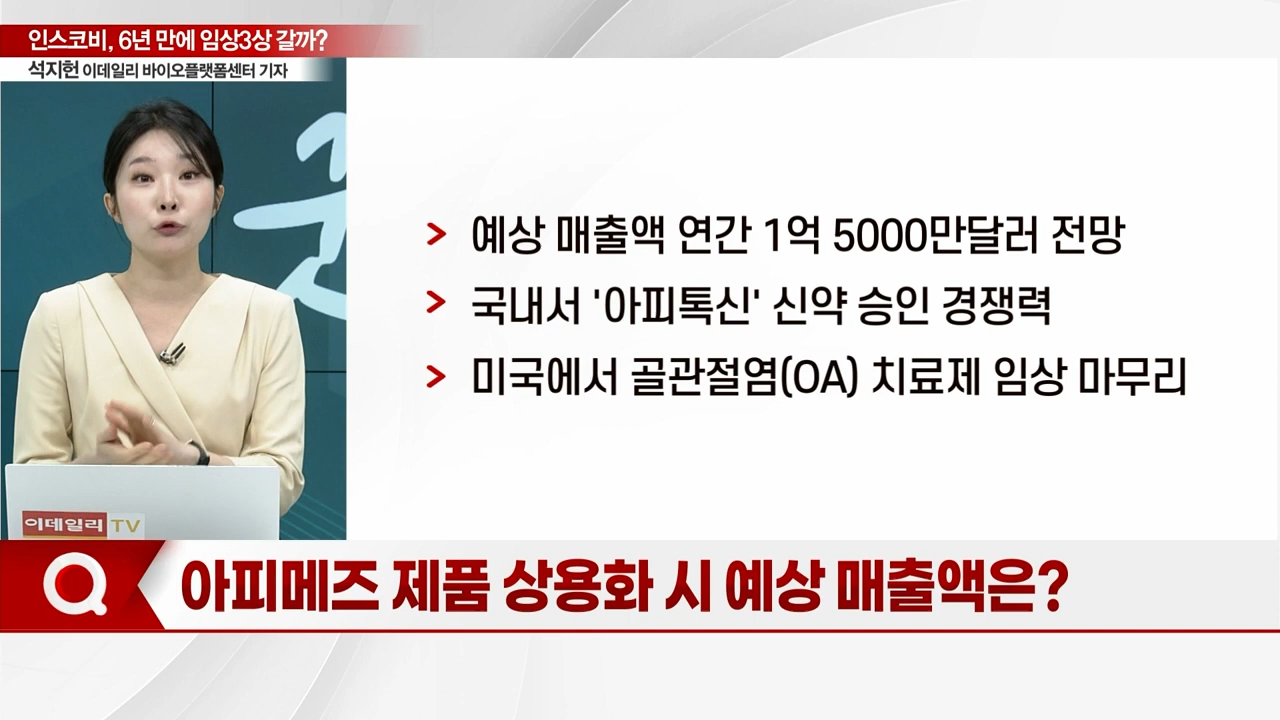 인스코비, 6년 만에 임상3상 갈까?
석지헌 이데일리 바이오플랫폼센터 기자
> 예상 매출액 연간 1억 5000만달러 전망
> 국내서 '아피톡신' 신약 승인 경쟁력
> 미국에서 골관절염(OA) 치료제 임상 마무리
이데일리 TV
Q 아피메즈 제품 상용화 시 예상 매출액은?